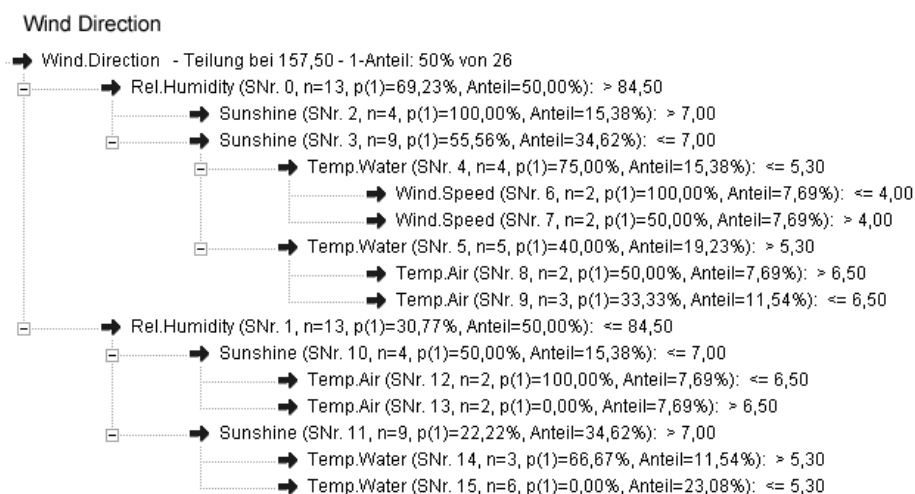 Wind Direction
Wind.Direction - Teilung bei 157,50 - 1-Anteil: 50% von 26
Rel.Humidity (SNr. 0, n=13, p(1)=69,23%, Anteil=50,00%): > 84,50
Sunshine (SNr. 2, n=4, p(1)=100,00%, Anteil=15,38%): > 7,00
Sunshine (SNr. 3, n=9, p(1)=55,56%, Anteil=34,62%): <= 7,00
Temp.Water (SNr. 4, n=4, p(1)=75,00%, Anteil=15,38%): <= 5,30
Wind.Speed (SNr. 6, n=2, p(1)=100,00%, Anteil=7,69%): <= 4,00
Wind.Speed (SNr. 7, n=2, p(1)=50,00%, Anteil=7,69%): > 4,00
Temp.Water (SNr. 5, n=5, p(1)=40,00%, Anteil=19,23%): > 5,30
Temp.Air (SNr. 8, n=2, p(1)=50,00%, Anteil=7,69%): > 6,50
Temp.Air (SNr. 9, n=3, p(1)=33,33%, Anteil=11,54%): <= 6,50
Rel.Humidity (SNr. 1, n=13, p(1)=30,77%, Anteil=50,00%): <= 84,50
Sunshine (SNr. 10, n=4, p(1)=50,00%, Anteil=15,38%): <= 7,00
Temp.Air (SNr. 12, n=2, p(1)=100,00%, Anteil=7,69%): <= 6,50
Temp.Air (SNr. 13, n=2, p(1)=0,00%, Anteil=7,69%): > 6,50
Sunshine (SNr. 11, n=9, p(1)=22,22%, Anteil=34,62%): > 7,00
Temp.Water (SNr. 14, n=3, p(1)=66,67%, Anteil=11,54%): > 5,30
Temp.Water (SNr. 15, n=6, p(1)=0,00%, Anteil=23,08%): <= 5,30